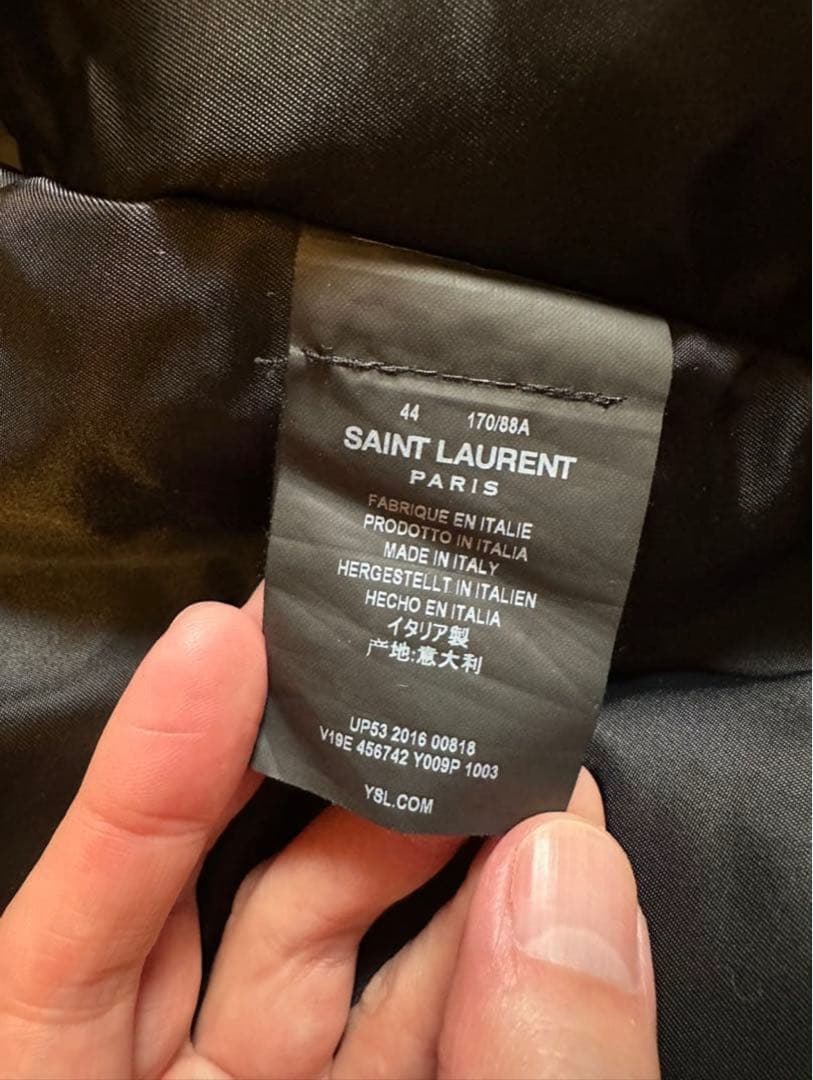 44 170/88A
SAINT LAURENT
PARIS
FABRIQUE EN ITALIE
PRODOTTO IN ITALIA
MADE IN ITALY
HERGESTELLT IN ITALIEN
HECHO EN ITALIA
イタリア製
产地:意大利
UP53 2016 00818
V19E 456742 Y009P 1003
YSL.COM